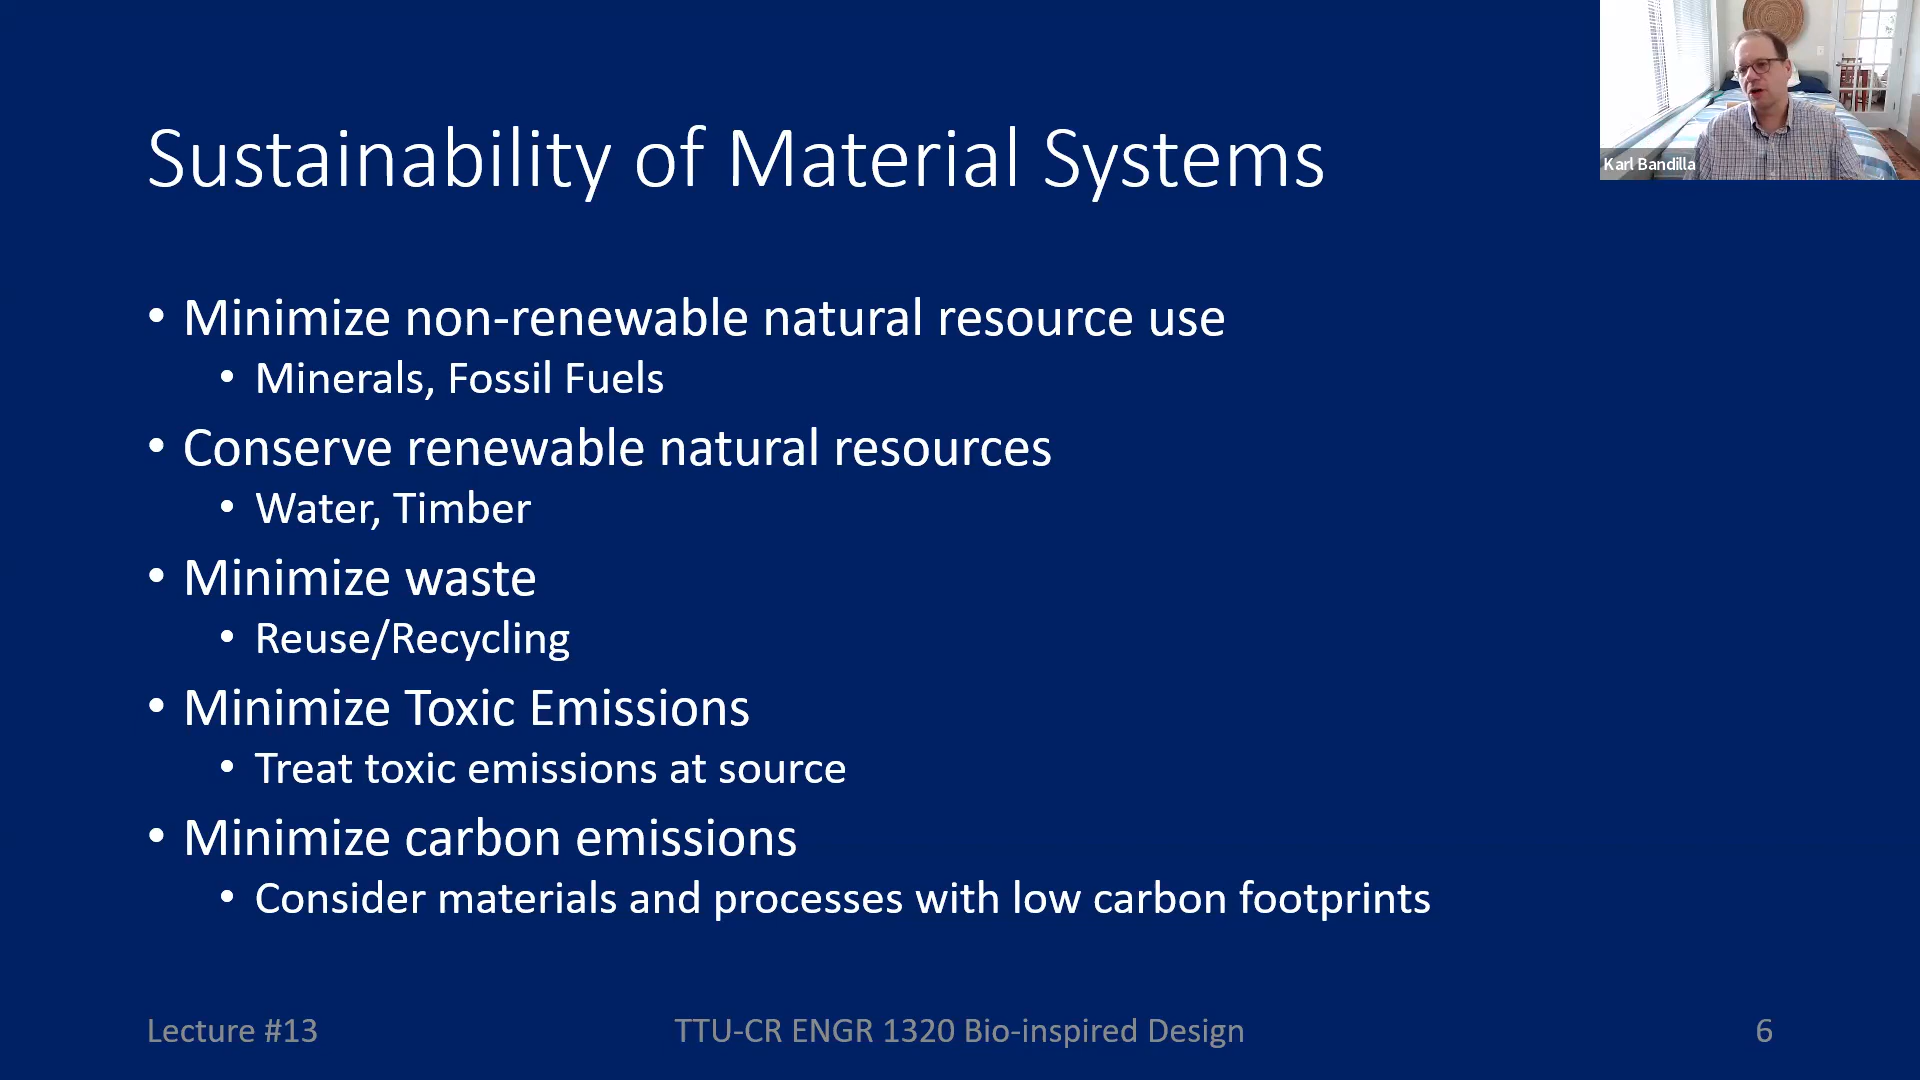 Karl Bandilla
Sustainability of Material Systems
• Minimize non-renewable natural resource use
• Minerals, Fossil Fuels
• Conserve renewable natural resources
• Water, Timber
• Minimize waste
• Reuse/Recycling
• Minimize Toxic Emissions
• Treat toxic emissions at source
• Minimize carbon emissions
• Consider materials and processes with low carbon footprints
Lecture #13
TTU-CR ENGR 1320 Bio-inspired Design
6